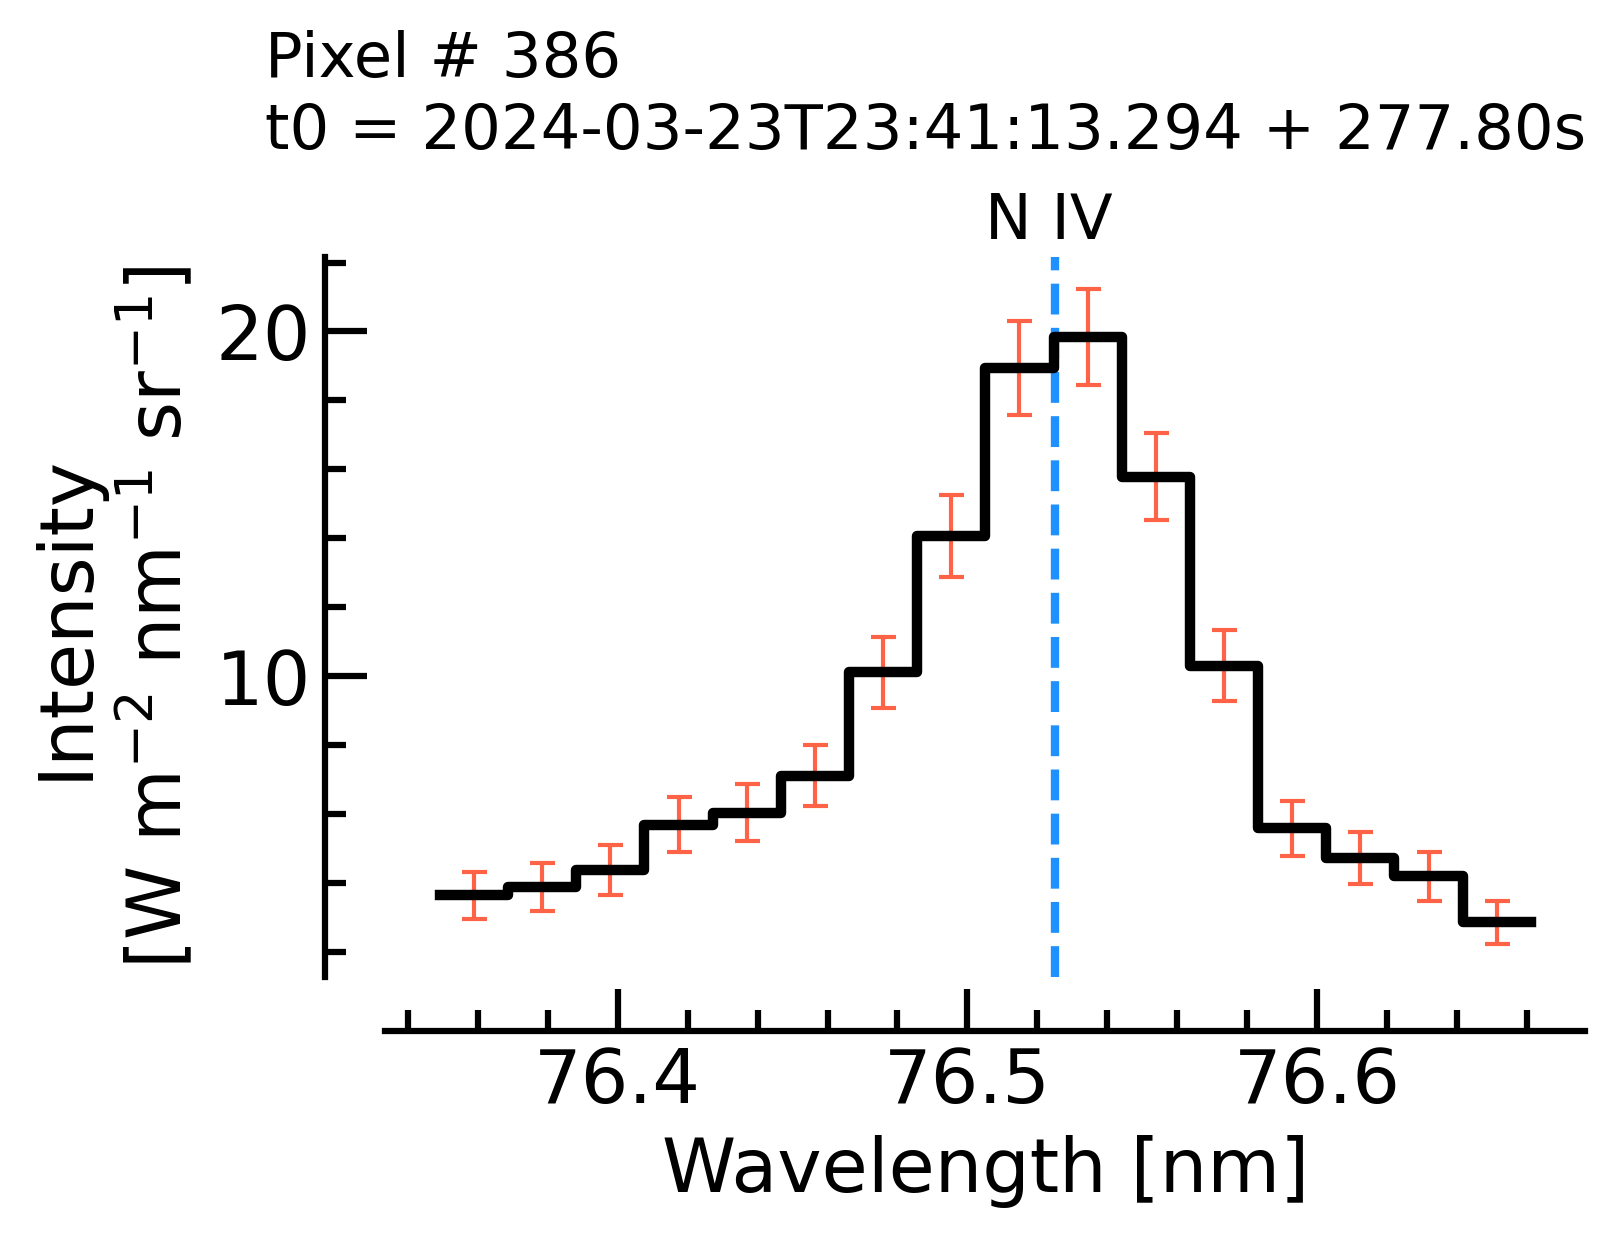 Pixel # 386
t0 = 2024-03-23T23:41:13.294 + 277.80s
N IV
Intensity
[W m⁻² nm⁻¹ sr⁻¹]
20
10
76.4 76.5 76.6
Wavelength [nm]